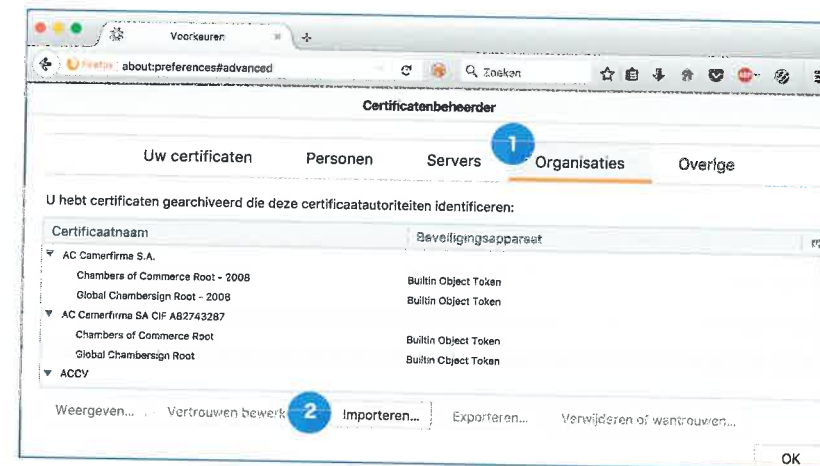 Voorkeuren
Firefox about:preferences#advanced Zoeken
Certificatenbeheerder
1
Uw certificaten Personen Servers Organisaties Overige
U hebt certificaten gearchiveerd die deze certificaatautoriteiten identificeren:
Certificaatnaam Beveiligingsapparaat
AC Camerfirma S.A.
Chambers of Commerce Root - 2008 Builtin Object Token
Global Chambersign Root - 2008 Builtin Object Token
AC Camerfirma SA CIF A82743287
Chambers of Commerce Root Builtin Object Token
Global Chambersign Root Builtin Object Token
ACCV
Weergeven... Vertrouwen bewerk 2 Importeren... Exporteren... Verwijderen of wantrouwen...
OK